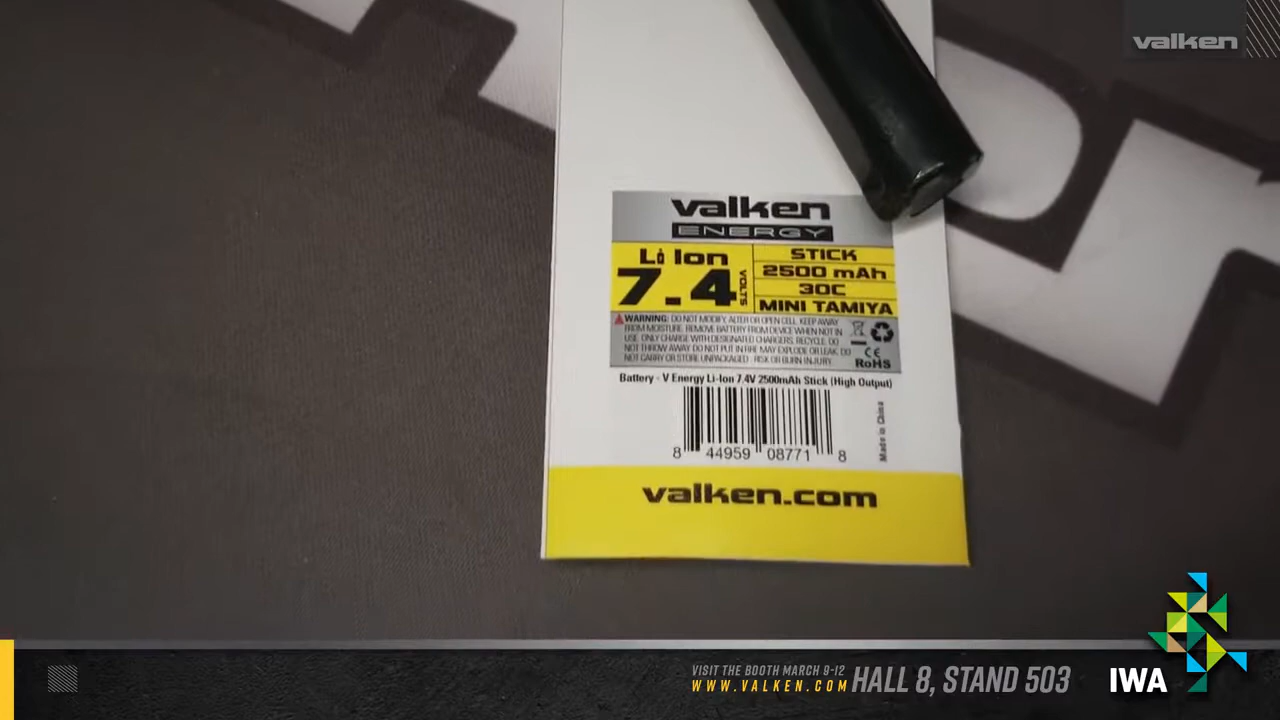 valken
valken
ENERGY
Li Ion
7.4 VOLTS
STICK
2500 mAh
30C
MINI TAMIYA
WARNING: DO NOT MODIFY, ALTER OR OPEN CELL. KEEP AWAY
FROM MOISTURE. REMOVE BATTERY FROM DEVICE WHEN NOT IN
USE. ONLY CHARGE WITH DESIGNATED CHARGERS. RECYCLE. DO
NOT THROW AWAY. DO NOT PUT IN FIRE. MAY EXPLODE OR LEAK. DO
NOT CARRY OR STORE UNPACKAGED - RISK OR BURN INJURY.
CE
RoHS
Battery - V Energy Li-Ion 7.4V 2500mAh Stick (High Output)
Made in China
8 44959 08771 8
valken.com
VISIT THE BOOTH MARCH 9-12
WWW.VALKEN.COM
HALL 8, STAND 503
IWA